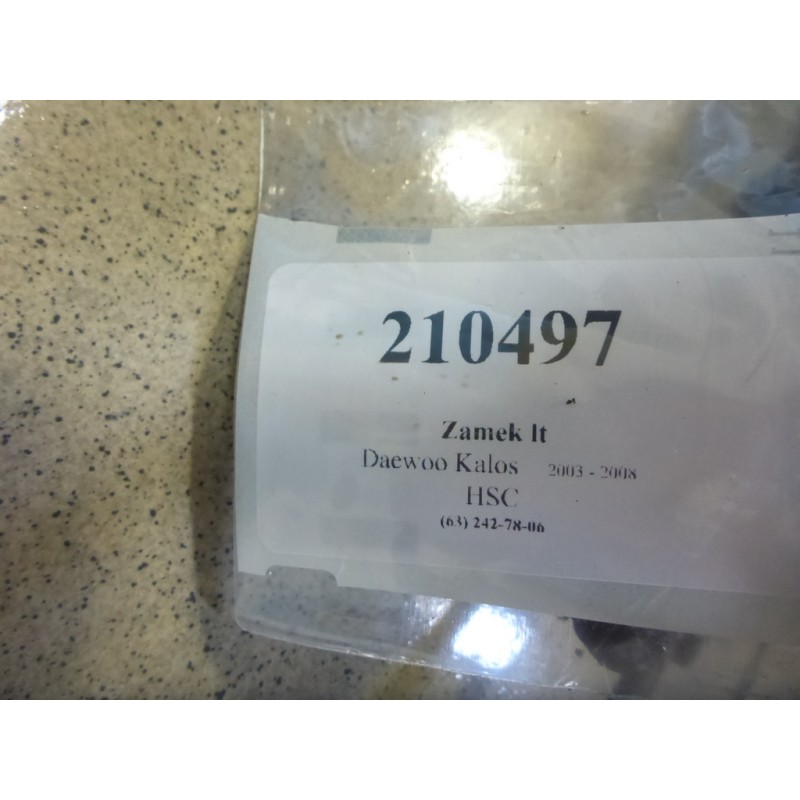 210497
Zamek lt
Daewoo Kalos 2003 - 2008
HSC
(63) 242-78-06